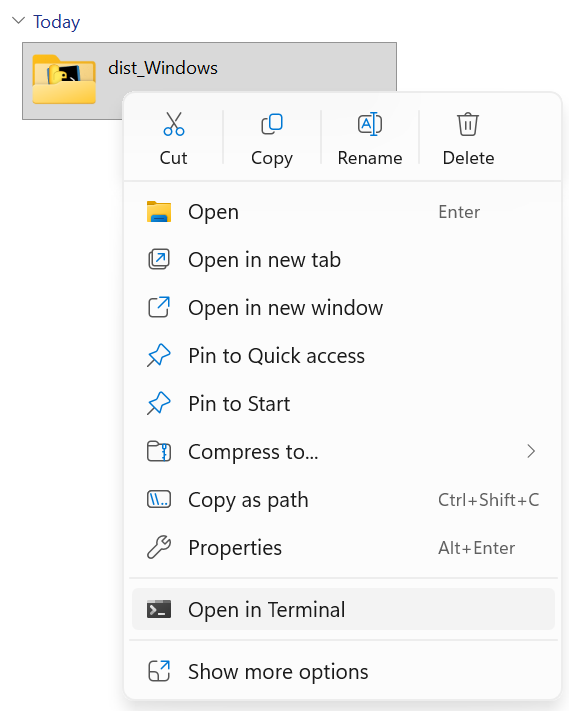 Today
dist_Windows
Cut Copy Rename Delete
Open Enter
Open in new tab
Open in new window
Pin to Quick access
Pin to Start
Compress to...
Copy as path Ctrl+Shift+C
Properties Alt+Enter
Open in Terminal
Show more options